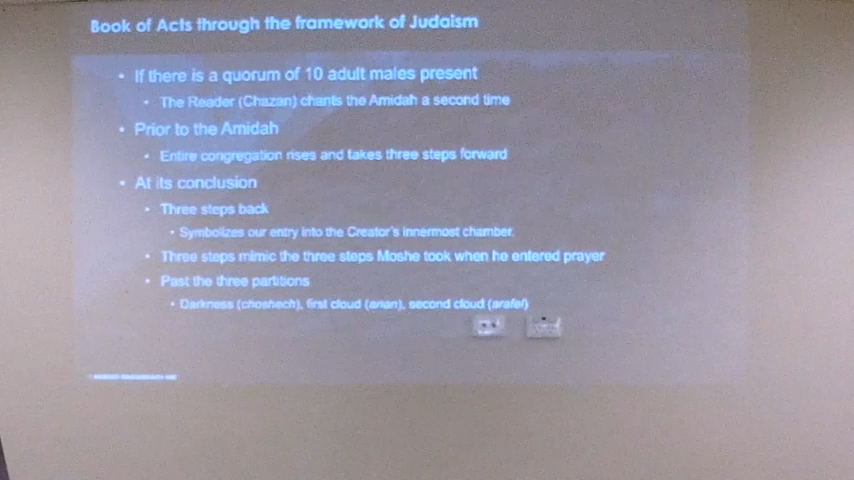 Book of Acts through the framework of Judaism
• If there is a quorum of 10 adult males present
• The Reader (Chazan) chants the Amidah a second time
• Prior to the Amidah
• Entire congregation rises and takes three steps forward
• At its conclusion
• Three steps back
• Symbolizes our entry into the Creator's innermost chamber
• Three steps mimic the three steps Moshe took when he entered prayer
• Past the three partitions
• Darkness (choshech), first cloud (anan), second cloud (arafel)